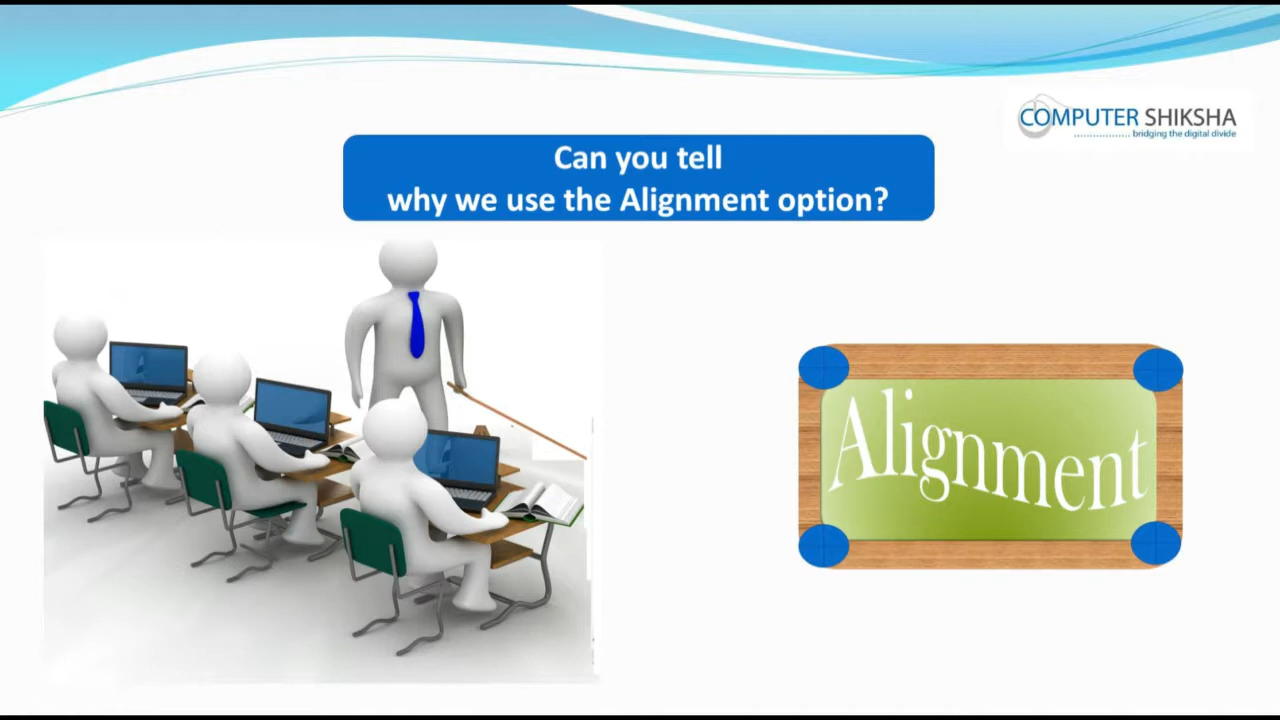 COMPUTER SHIKSHA
bridging the digital divide
Can you tell
why we use the Alignment option?
Alignment